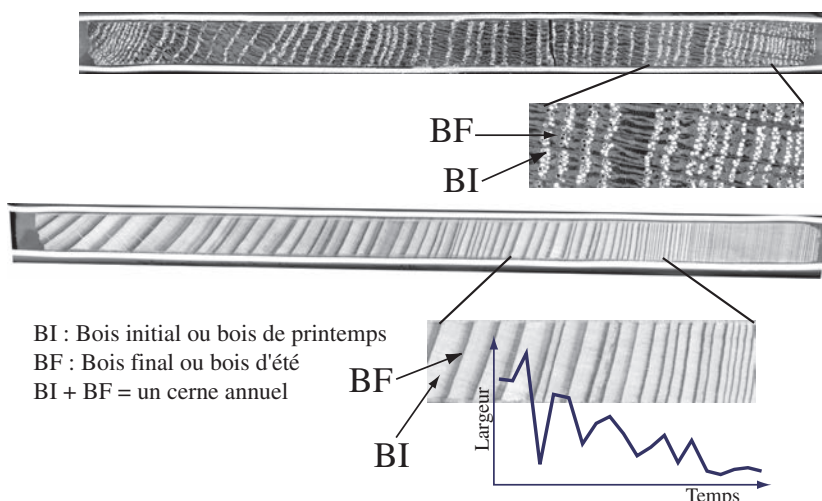 BF
BI
BI : Bois initial ou bois de printemps
BF : Bois final ou bois d'été
BI + BF = un cerne annuel
BF
BI
Largeur
Temps